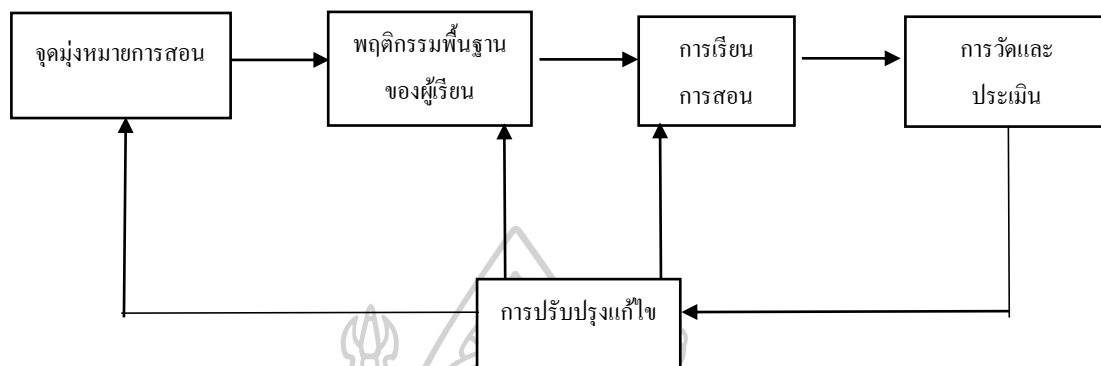 จุดมุ่งหมายการสอน
พฤติกรรมพื้นฐาน
ของผู้เรียน
การเรียน
การสอน
การวัดและ
ประเมิน
การปรับปรุงแก้ไข